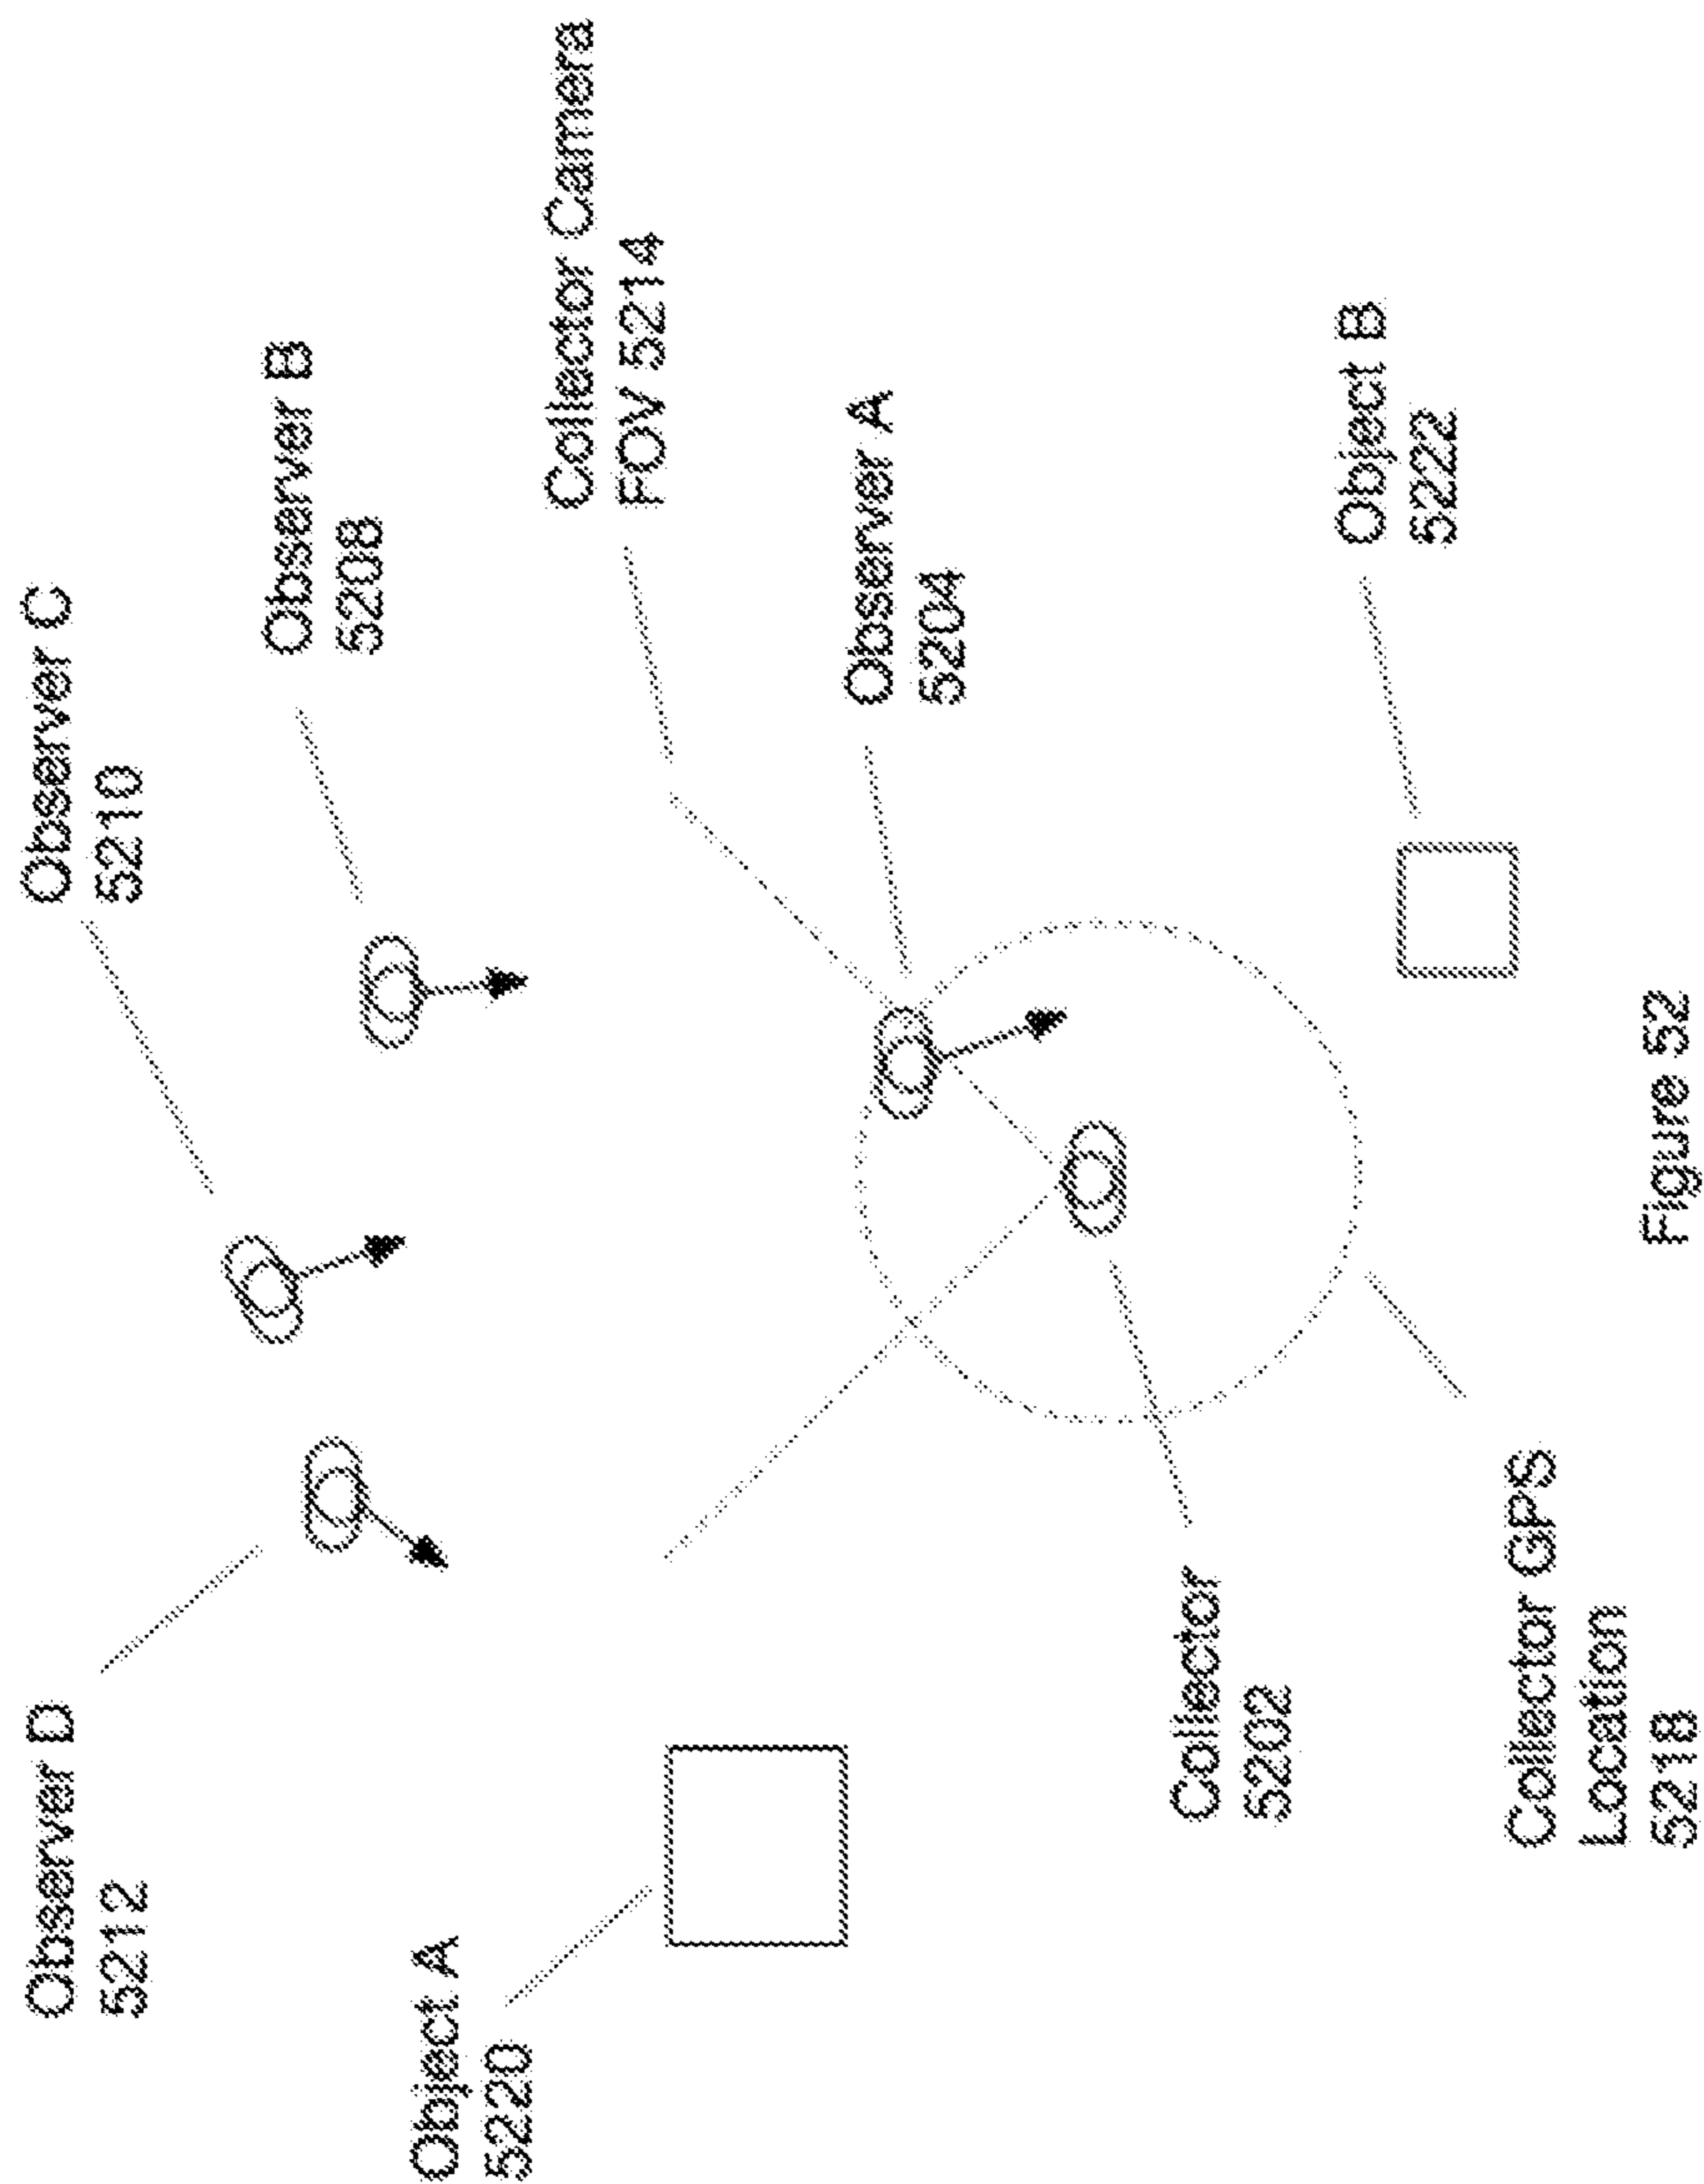 Observer C
5210
Observer D
5212
Observer B
5208
Object A
5220
Collector Camera
FOV 5214
Observer A
5204
Collector
5202
Object B
5222
Collector GPS
Location
5218
Figure 52